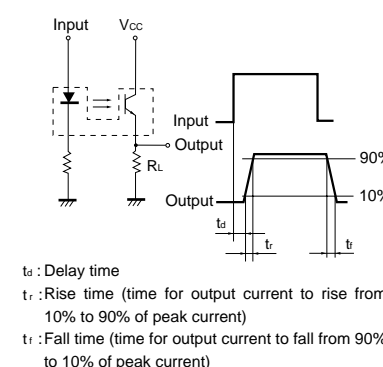 Input Vcc
Input
Output
RL
90%
Output 10%
td
tr tf
td : Delay time
tr : Rise time (time for output current to rise from
10% to 90% of peak current)
tf : Fall time (time for output current to fall from 90%
to 10% of peak current)